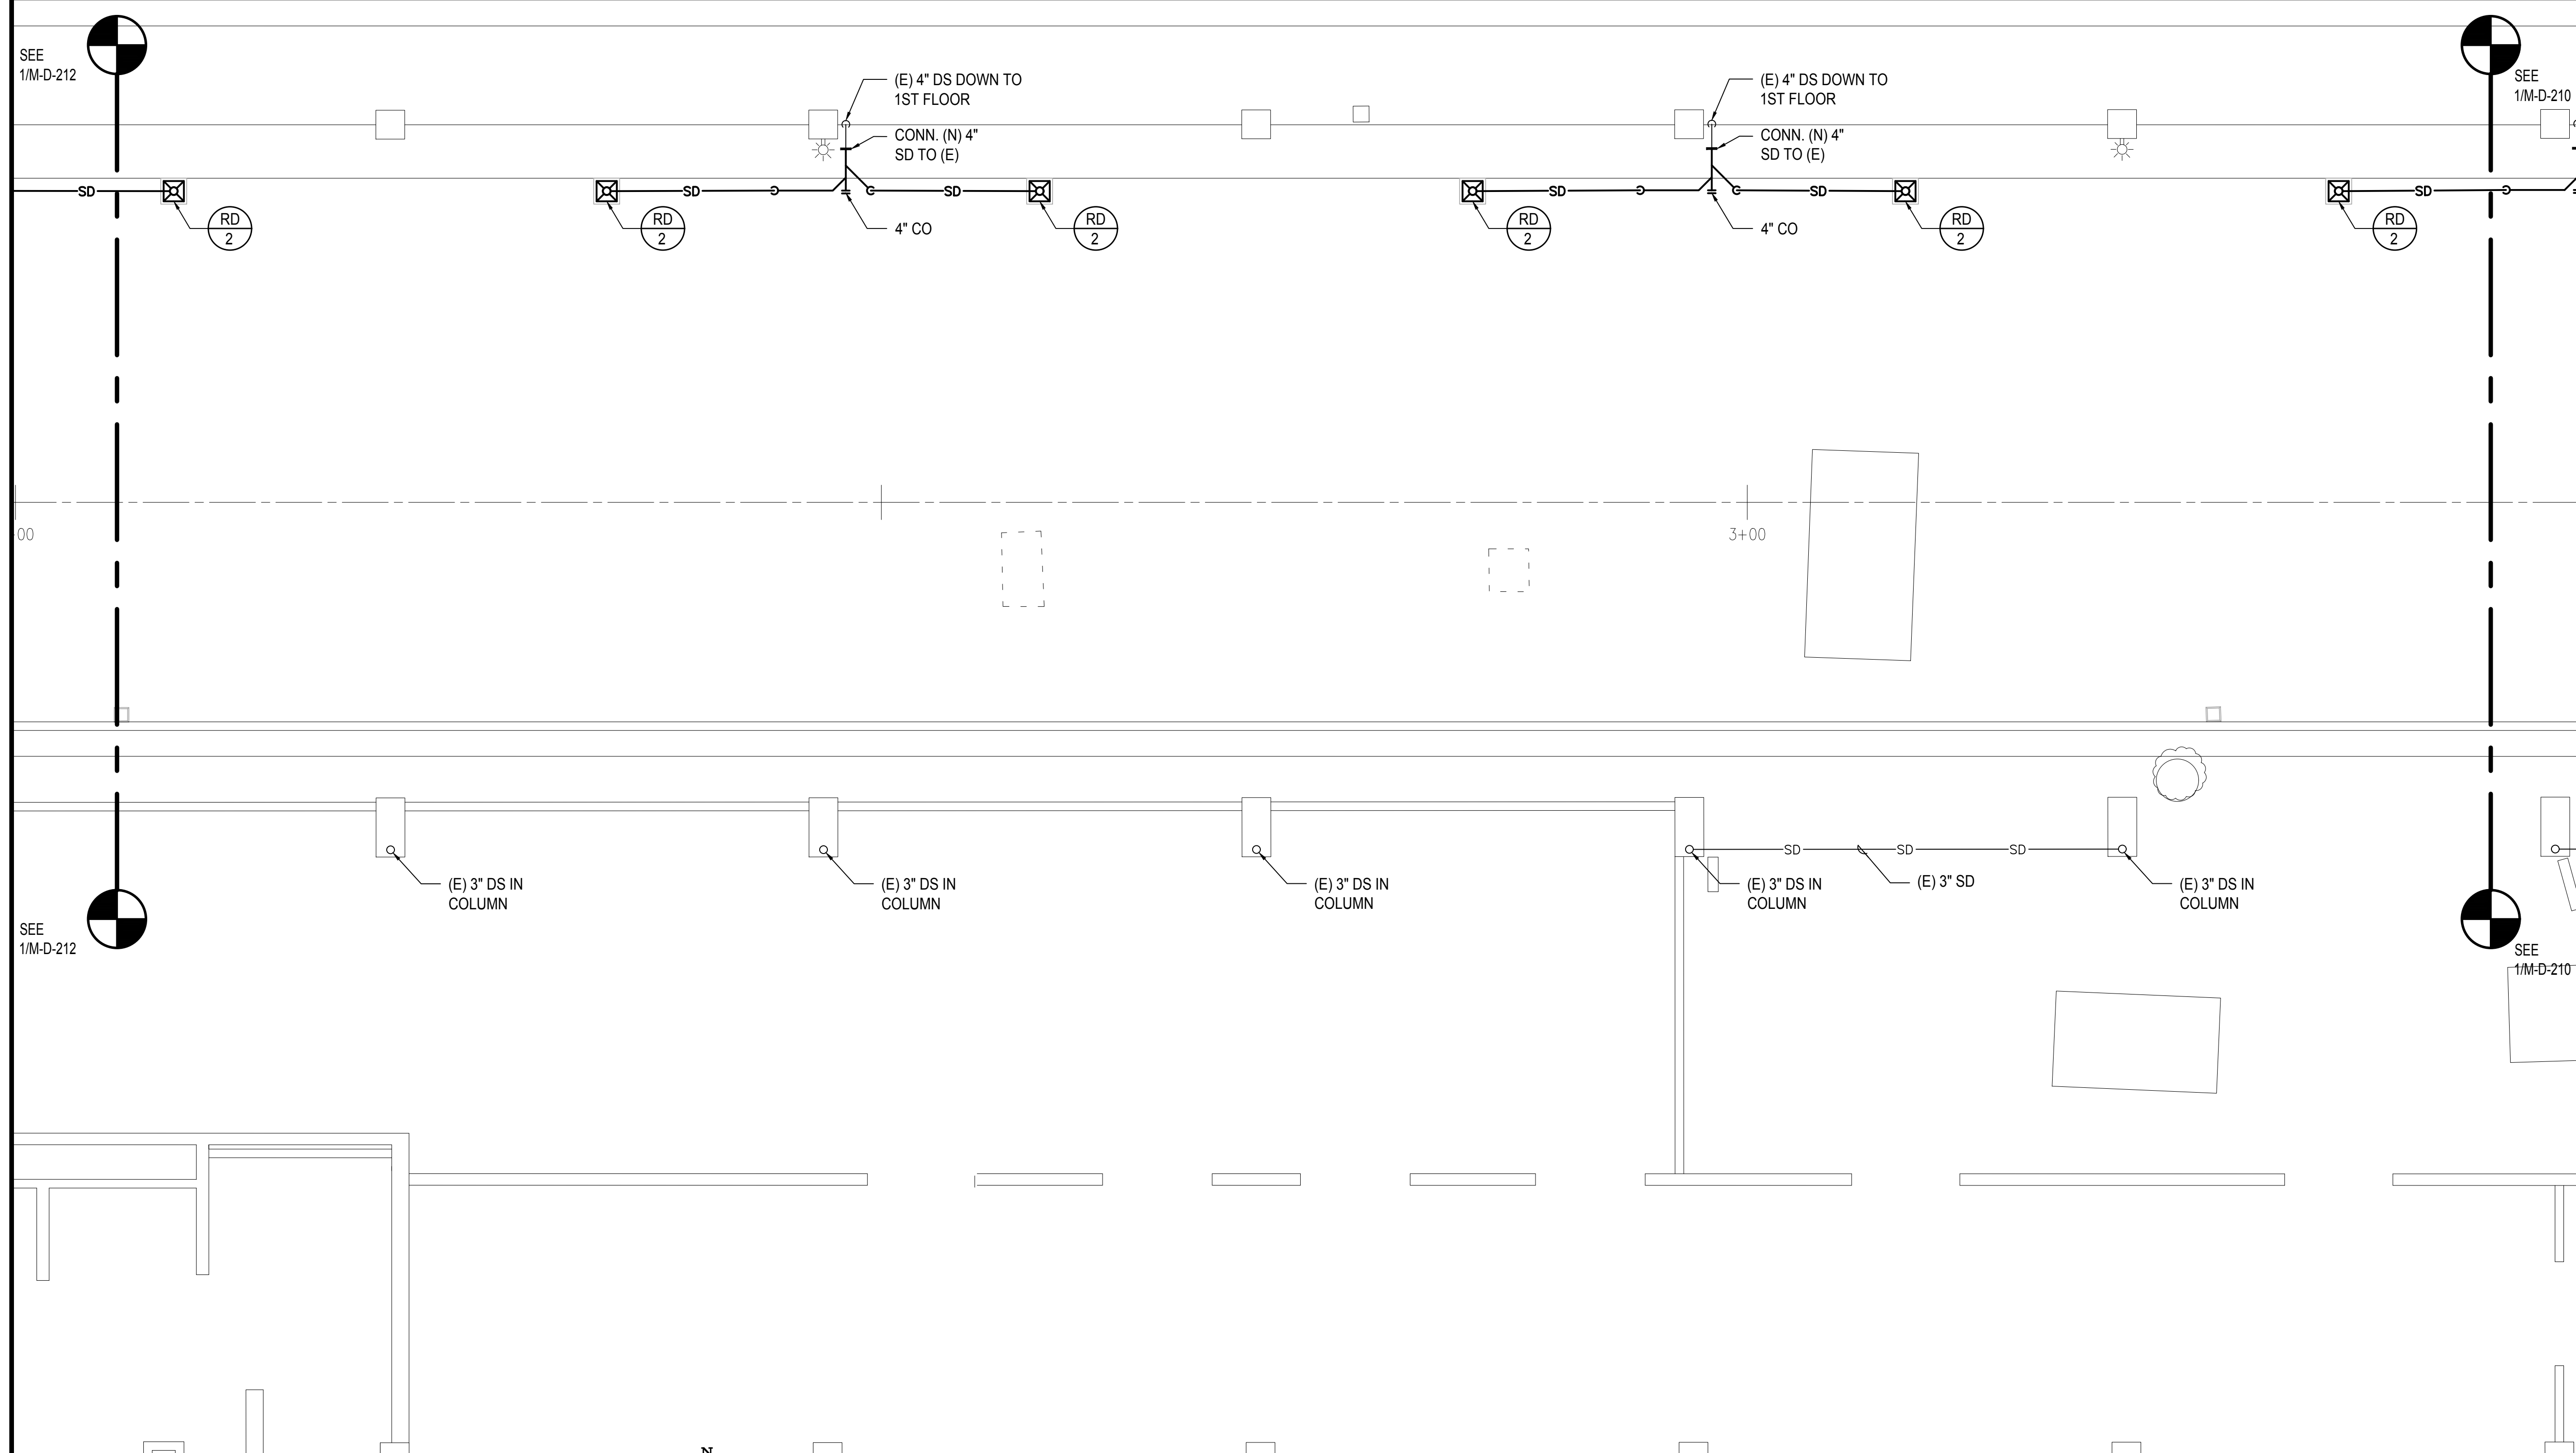 SEE
1/M-D-212
(E) 4" DS DOWN TO
1ST FLOOR
CONN. (N) 4"
SD TO (E)
(E) 4" DS DOWN TO
1ST FLOOR
CONN. (N) 4"
SD TO (E)
SEE
1/M-D-210
SD
SD
SD
SD
SD
SD
RD
2
RD
2
4" CO
RD
2
RD
2
4" CO
RD
2
RD
2
00
3+00
SD
SD
SD
(E) 3" DS IN
COLUMN
(E) 3" DS IN
COLUMN
(E) 3" DS IN
COLUMN
(E) 3" DS IN
COLUMN
(E) 3" SD
(E) 3" DS IN
COLUMN
SEE
1/M-D-212
SEE
1/M-D-210